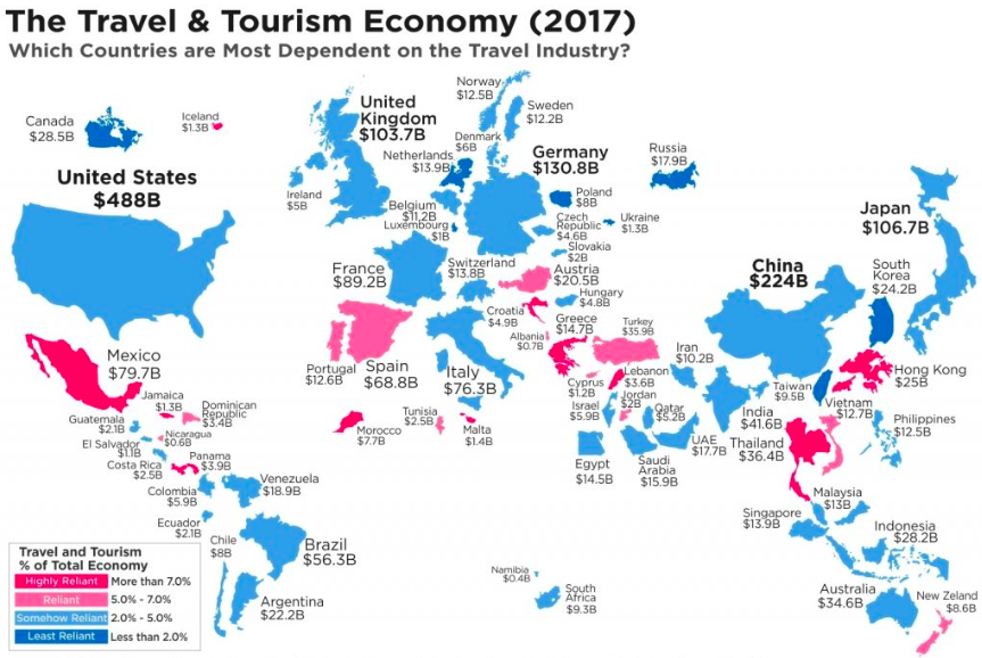 The Travel & Tourism Economy (2017)
Which Countries are Most Dependent on the Travel Industry?
Canada
$28.5B
Iceland
$1.3B
United States
$488B
United
Kingdom
$103.7B
Norway
$12.5B
Sweden
$12.2B
Denmark
$6B
Netherlands
$13.9B
Germany
$130.8B
Russia
$17.9B
Ireland
$5B
Belgium
$11.2B
Luxembourg
$1B
Poland
$8B
Czech
Republic
$4.6B
Ukraine
$1.3B
Slovakia
$2B
Japan
$106.7B
France
$89.2B
Switzerland
$13.8B
Austria
$20.5B
Hungary
$4.8B
China
$224B
South
Korea
$24.2B
Croatia
$4.9B
Greece
$14.7B
Albania
$0.7B
Turkey
$35.9B
Iran
$10.2B
Mexico
$79.7B
Portugal
$12.6B
Spain
$68.8B
Italy
$76.3B
Cyprus
$1.2B
Lebanon
$3.6B
Hong Kong
$25B
Taiwan
$9.5B
Jamaica
$1.3B
Dominican
Republic
$3.4B
Guatemala
$2.1B
Nicaragua
$0.6B
El Salvador
$1.1B
Costa Rica
$2.5B
Panama
$3.9B
Morocco
$7.7B
Tunisia
$2.5B
Malta
$1.4B
Israel
$5.9B
Jordan
$2B
Qatar
$5.2B
UAE
$17.7B
India
$41.6B
Vietnam
$12.7B
Philippines
$12.5B
Thailand
$36.4B
Egypt
$14.5B
Saudi
Arabia
$15.9B
Colombia
$5.9B
Venezuela
$18.9B
Malaysia
$13B
Singapore
$13.9B
Indonesia
$28.2B
Ecuador
$2.1B
Chile
$8B
Brazil
$56.3B
Argentina
$22.2B
Namibia
$0.4B
South
Africa
$9.3B
Australia
$34.6B
New Zeland
$8.6B
Travel and Tourism
% of Total Economy
Highly Reliant More than 7.0%
Reliant 5.0% - 7.0%
Somehow Reliant 2.0% - 5.0%
Least Reliant Less than 2.0%